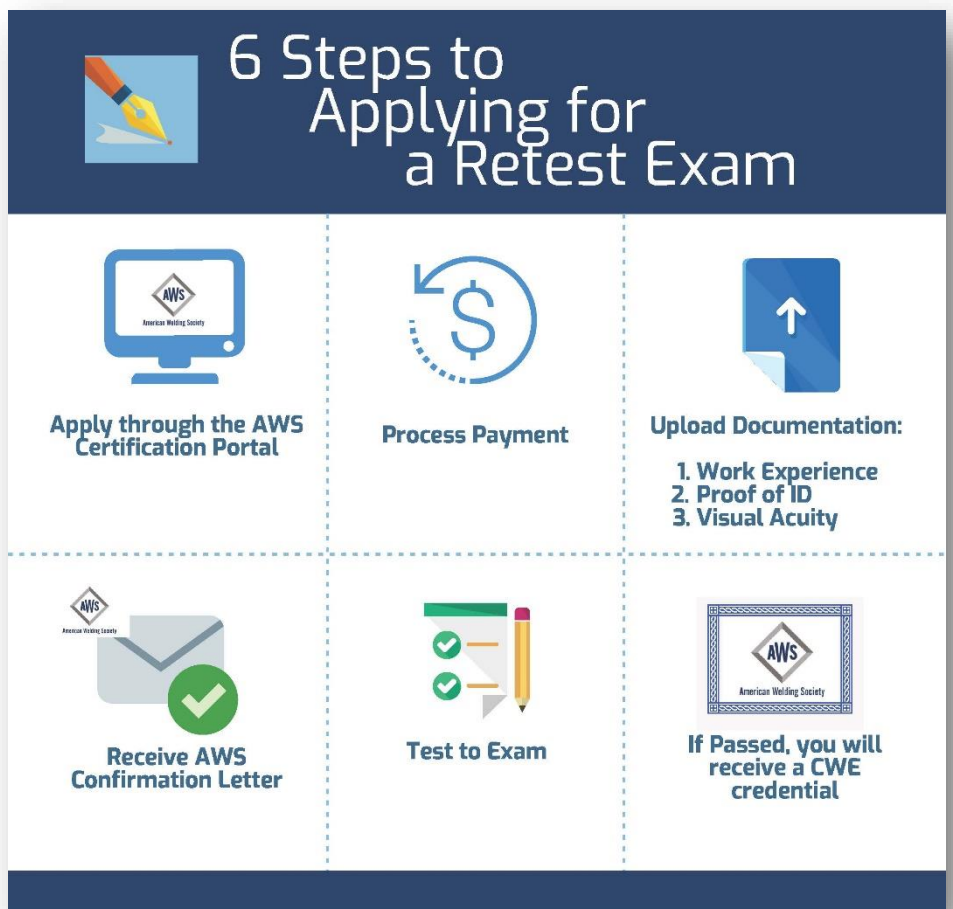 6 Steps to
Applying for
a Retest Exam
AWS
American Welding Society
Apply through the AWS
Certification Portal
$
Process Payment
Upload Documentation:
1. Work Experience
2. Proof of ID
3. Visual Acuity
AWS
American Welding Society
Receive AWS
Confirmation Letter
Test to Exam
AWS
American Welding Society
If Passed, you will
receive a CWE
credential